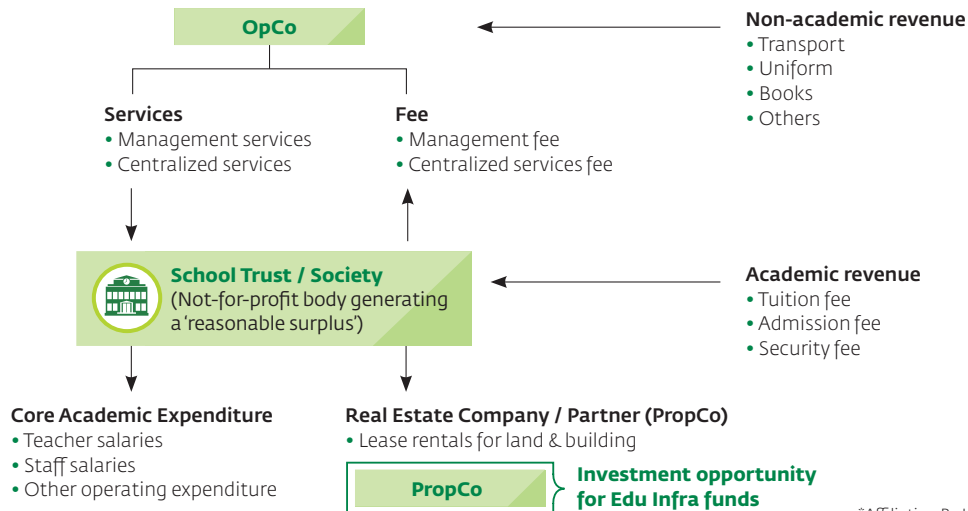 OpCo
Non-academic revenue
• Transport
• Uniform
• Books
• Others
Services
• Management services
• Centralized services
Fee
• Management fee
• Centralized services fee
School Trust / Society
(Not-for-profit body generating
a ‘reasonable surplus’)
Academic revenue
• Tuition fee
• Admission fee
• Security fee
Core Academic Expenditure
• Teacher salaries
• Staff salaries
• Other operating expenditure
Real Estate Company / Partner (PropCo)
• Lease rentals for land & building
PropCo
Investment opportunity
for Edu Infra funds